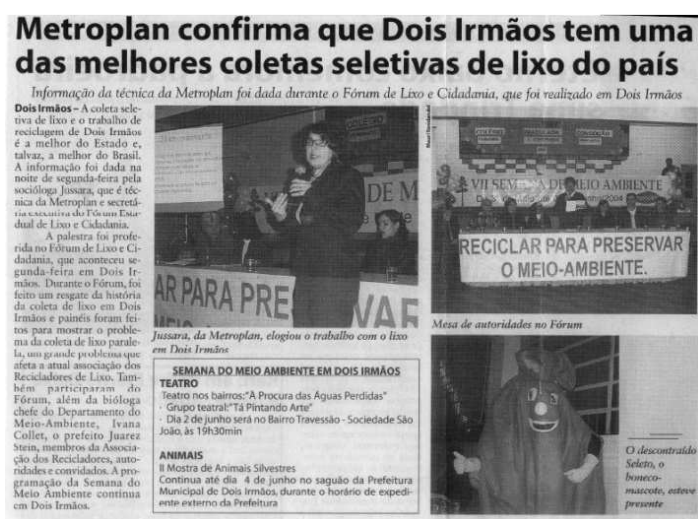 Metroplan confirma que Dois Irmãos tem uma
das melhores coletas seletivas de lixo do país
Informação da técnica da Metroplan foi dada durante o Fórum de Lixo e Cidadania, que foi realizado em Dois Irmãos
Dois Irmãos – A coleta sele-
tiva de lixo e o trabalho de
reciclagem de Dois Irmãos
é a melhor do Estado e,
talvaz, a melhor do Brasil.
A informação foi dada na
noite de segunda-feira pela
socióloga Jussara, que é téc-
nica da Metroplan e secretá-
ria executiva do Fórum Esta-
dual de Lixo e Cidadania.
A palestra foi profe-
rida no Fórum de Lixo e Ci-
dadania, que aconteceu se-
gunda-feira em Dois Ir-
mãos. Durante o Fórum, foi
feito um resgate da história
da coleta de lixo em Dois
Irmãos e painéis foram fei-
tos para mostrar o proble-
ma da coleta de lixo parale-
la, um grande problema que
afeta a atual associação dos
Recicladores de Lixo. Tam-
bém participaram do
Fórum, além da bióloga
chefe do Departamento do
Meio-Ambiente, Ivana
Collet, o prefeito Juarez
Stein, membros da Associa-
ção dos Recicladores, auto-
ridades e convidados. A pro-
gramação da Semana do
Meio Ambiente continua
em Dois Irmãos.
DE M
AR PARA PRE
VAR
Jussara, da Metroplan, elogiou o trabalho com o lixo
em Dois Irmãos
VII SEMANA DE MEIO AMBIENTE
2004
RECICLAR PARA PRESERVAR
O MEIO-AMBIENTE.
Mesa de autoridades no Fórum
SEMANA DO MEIO AMBIENTE EM DOIS IRMÃOS
TEATRO
Teatro nos bairros:"À Procura das Águas Perdidas"
· Grupo teatral:"Tá Pintando Arte"
· Dia 2 de junho será no Bairro Travessão - Sociedade São
João, às 19h30min
ANIMAIS
II Mostra de Animais Silvestres
Continua até dia 4 de junho no saguão da Prefeitura
Municipal de Dois Irmãos, durante o horário de expedi-
ente externo da Prefeitura
O descontraído
Seleto, o
boneco-
mascote, esteve
presente